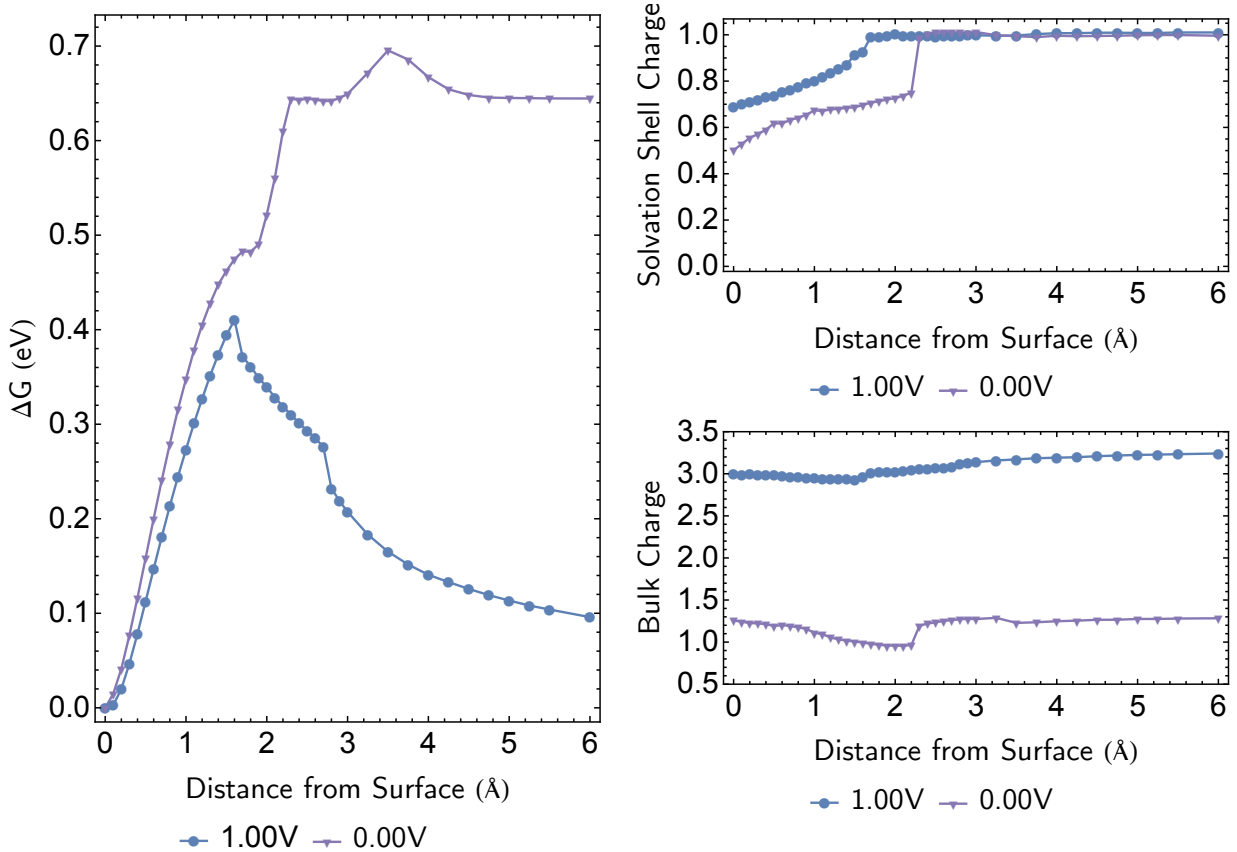 ΔG (eV)
0.7
0.6
0.5
0.4
0.3
0.2
0.1
0.0
0 1 2 3 4 5 6
Distance from Surface (Å)
1.00V 0.00V
Solvation Shell Charge
1.0
0.8
0.6
0.4
0.2
0.0
0 1 2 3 4 5 6
Distance from Surface (Å)
1.00V 0.00V
Bulk Charge
3.5
3.0
2.5
2.0
1.5
1.0
0.5
0 1 2 3 4 5 6
Distance from Surface (Å)
1.00V 0.00V